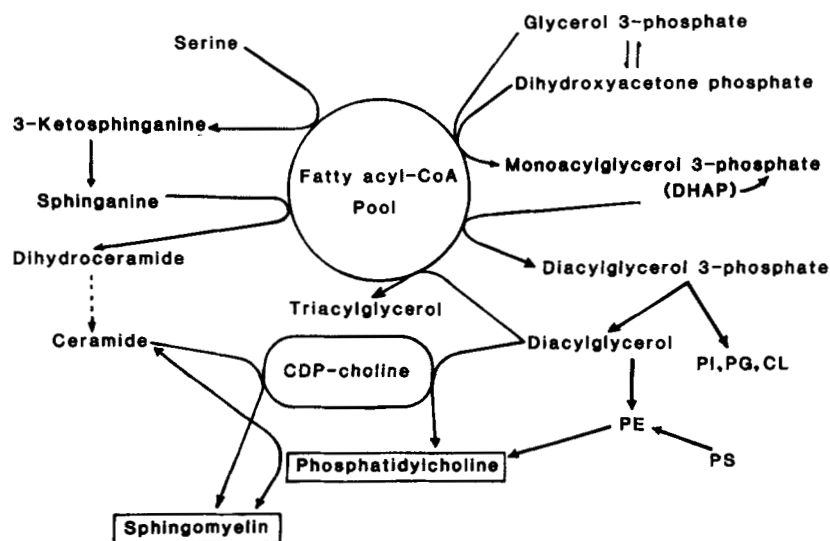 Glycerol 3-phosphate
Serine
Dihydroxyacetone phosphate
3-Ketosphinganine
Fatty acyl-CoA
Pool
Monoacylglycerol 3-phosphate
(DHAP)
Sphinganine
Dihydroceramide
Diacylglycerol 3-phosphate
Triacylglycerol
Ceramide
CDP-choline
Diacylglycerol
PI,PG,CL
PE
PS
Phosphatidylcholine
Sphingomyelin